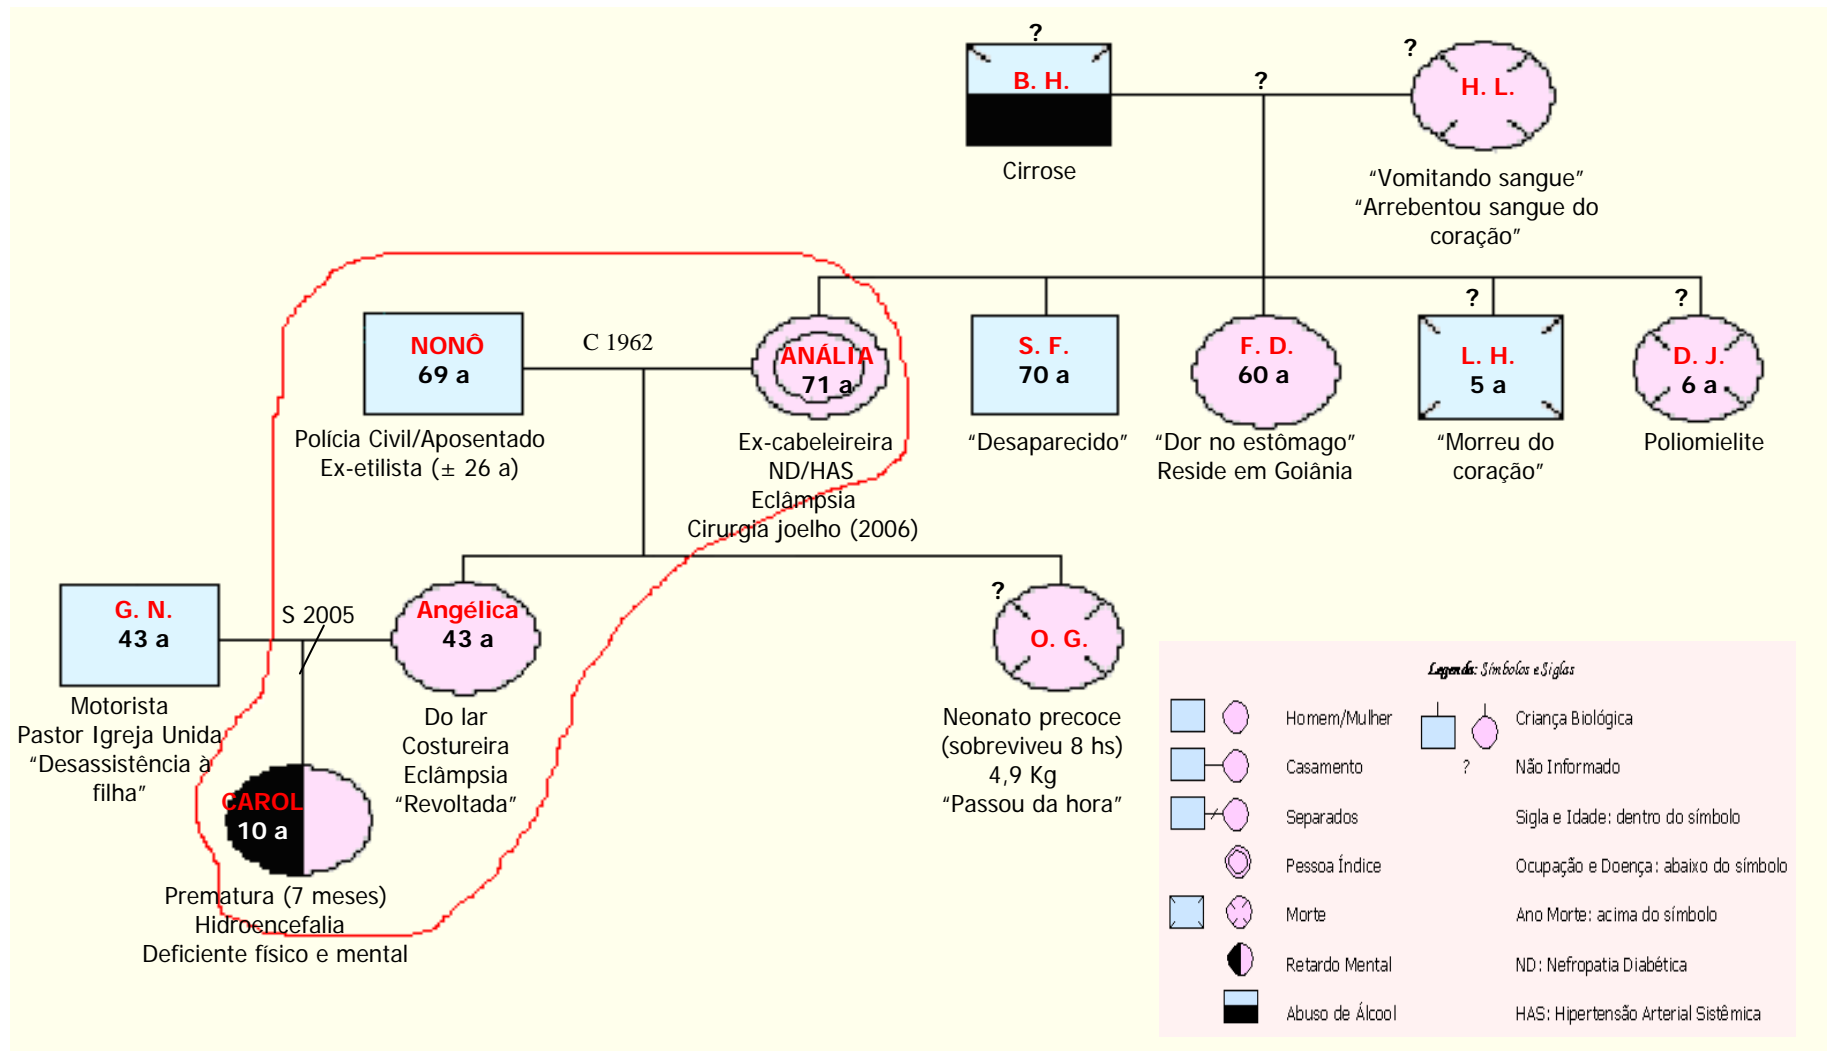 ?
B. H.
Cirrose
?
?
H. L.
“Vomitando sangue”
“Arrebentou sangue do
coração”
NONÔ
69 a
Polícia Civil/Aposentado
Ex-etilista (± 26 a)
C 1962
ANÁLIA
71 a
Ex-cabeleireira
ND/HAS
Eclâmpsia
Cirurgia joelho (2006)
S. F.
70 a
“Desaparecido”
F. D.
60 a
“Dor no estômago”
Reside em Goiânia
?
L. H.
5 a
“Morreu do
coração”
?
D. J.
6 a
Poliomielite
G. N.
43 a
Motorista
Pastor Igreja Unida
“Desassistência à
filha”
S 2005
Angélica
43 a
Do lar
Costureira
Eclâmpsia
“Revoltada”
?
O. G.
Neonato precoce
(sobreviveu 8 hs)
4,9 Kg
“Passou da hora”
CAROL
10 a
Prematura (7 meses)
Hidroencefalia
Deficiente físico e mental
Legenda: Símbolos e Siglas
Homem/Mulher
Casamento
Separados
Pessoa Índice
Morte
Retardo Mental
Abuso de Álcool
Criança Biológica
? Não Informado
Sigla e Idade: dentro do símbolo
Ocupação e Doença: abaixo do símbolo
Ano Morte: acima do símbolo
ND: Nefropatia Diabética
HAS: Hipertensão Arterial Sistêmica